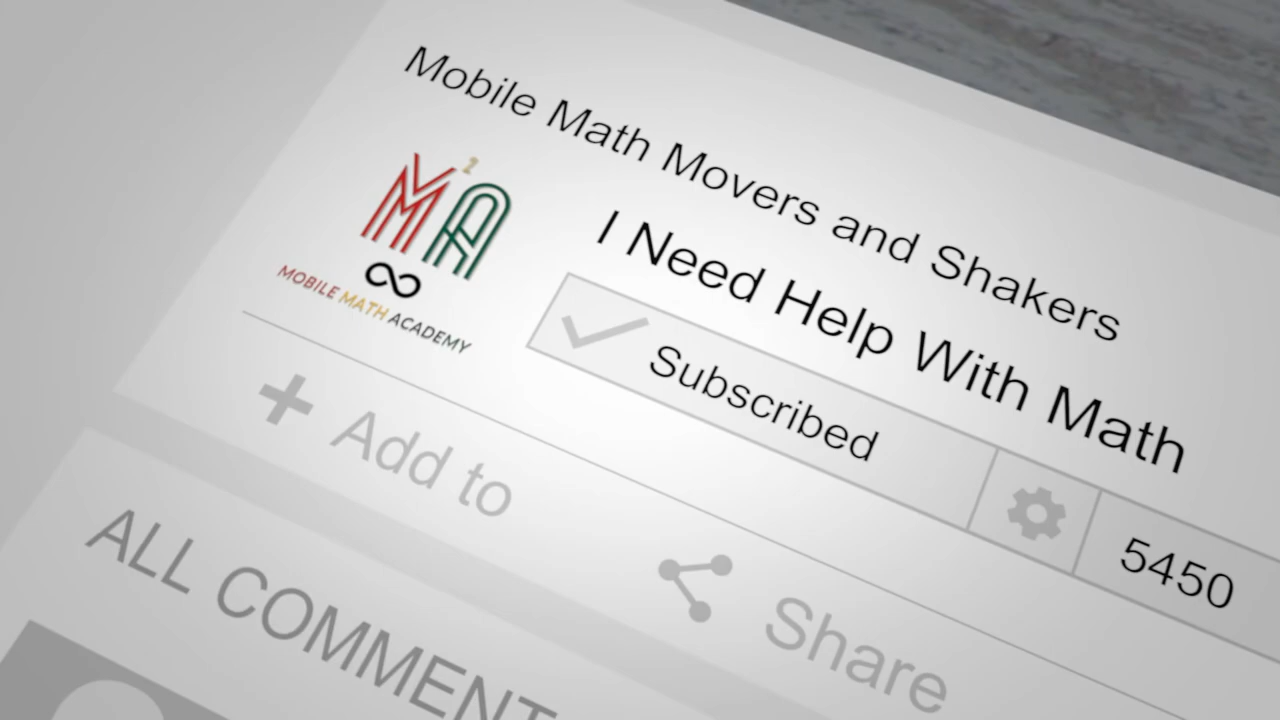 Mobile Math Movers and Shakers
MA
MOBILE MATH ACADEMY
I Need Help With Math
Subscribed
5450
Add to
Share
ALL COMMENT